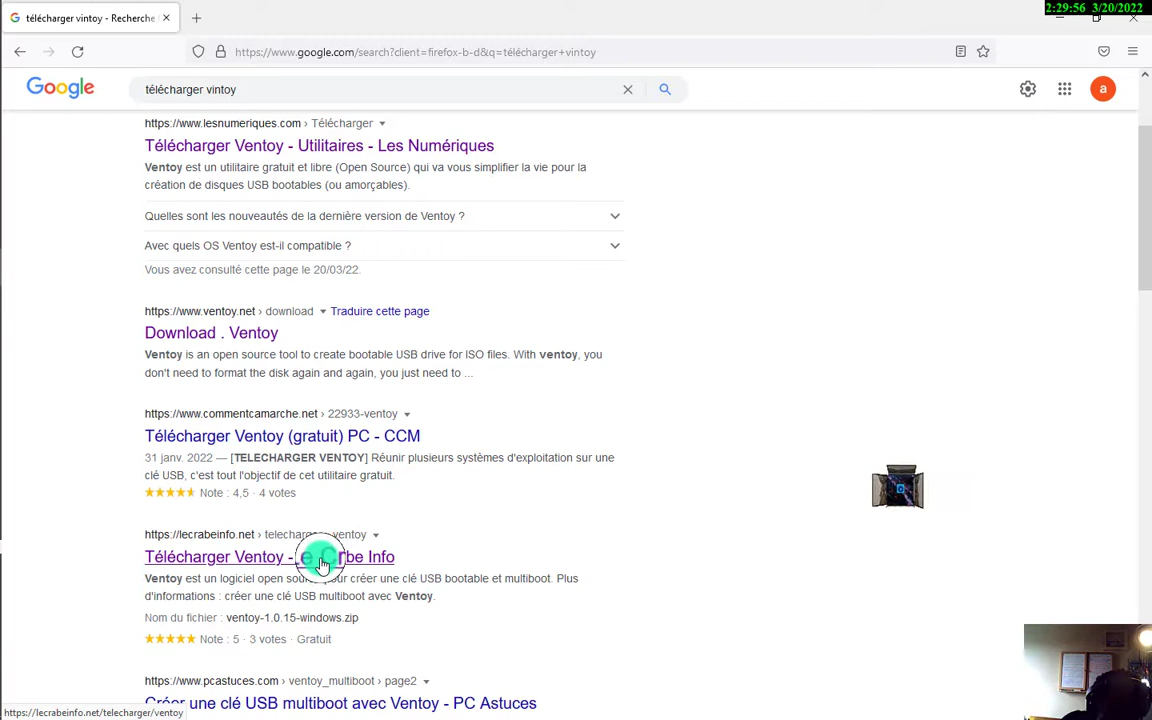 2:29:56 3/20/2022
télécharger vintoy - Recherche
https://www.google.com/search?client=firefox-b-d&q=télécharger+vintoy
Google
télécharger vintoy
a
https://www.lesnumeriques.com › Télécharger
Télécharger Ventoy - Utilitaires - Les Numériques
Ventoy est un utilitaire gratuit et libre (Open Source) qui va vous simplifier la vie pour la
création de disques USB bootables (ou amorçables).
Quelles sont les nouveautés de la dernière version de Ventoy ?
Avec quels OS Ventoy est-il compatible ?
Vous avez consulté cette page le 20/03/22.
https://www.ventoy.net › download Traduire cette page
Download . Ventoy
Ventoy is an open source tool to create bootable USB drive for ISO files. With ventoy, you
don't need to format the disk again and again, you just need to ...
https://www.commentcamarche.net › 22933-ventoy
Télécharger Ventoy (gratuit) PC - CCM
31 janv. 2022 — [TELECHARGER VENTOY] Réunir plusieurs systèmes d'exploitation sur une
clé USB, c'est tout l'objectif de cet utilitaire gratuit.
Note : 4,5 · 4 votes
https://lecrabeinfo.net › telecharger ventoy
Télécharger Ventoy - Info
Ventoy est un logiciel open pour créer une clé USB bootable et multiboot. Plus
d'informations : créer une clé USB multiboot avec Ventoy.
Nom du fichier : ventoy-1.0.15-windows.zip
Note : 5 · 3 votes · Gratuit
https://www.pcastuces.com › ventoy_multiboot › page2
Créer une clé USB multiboot avec Ventoy - PC Astuces
https://lecrabeinfo.net/telecharger/ventoy